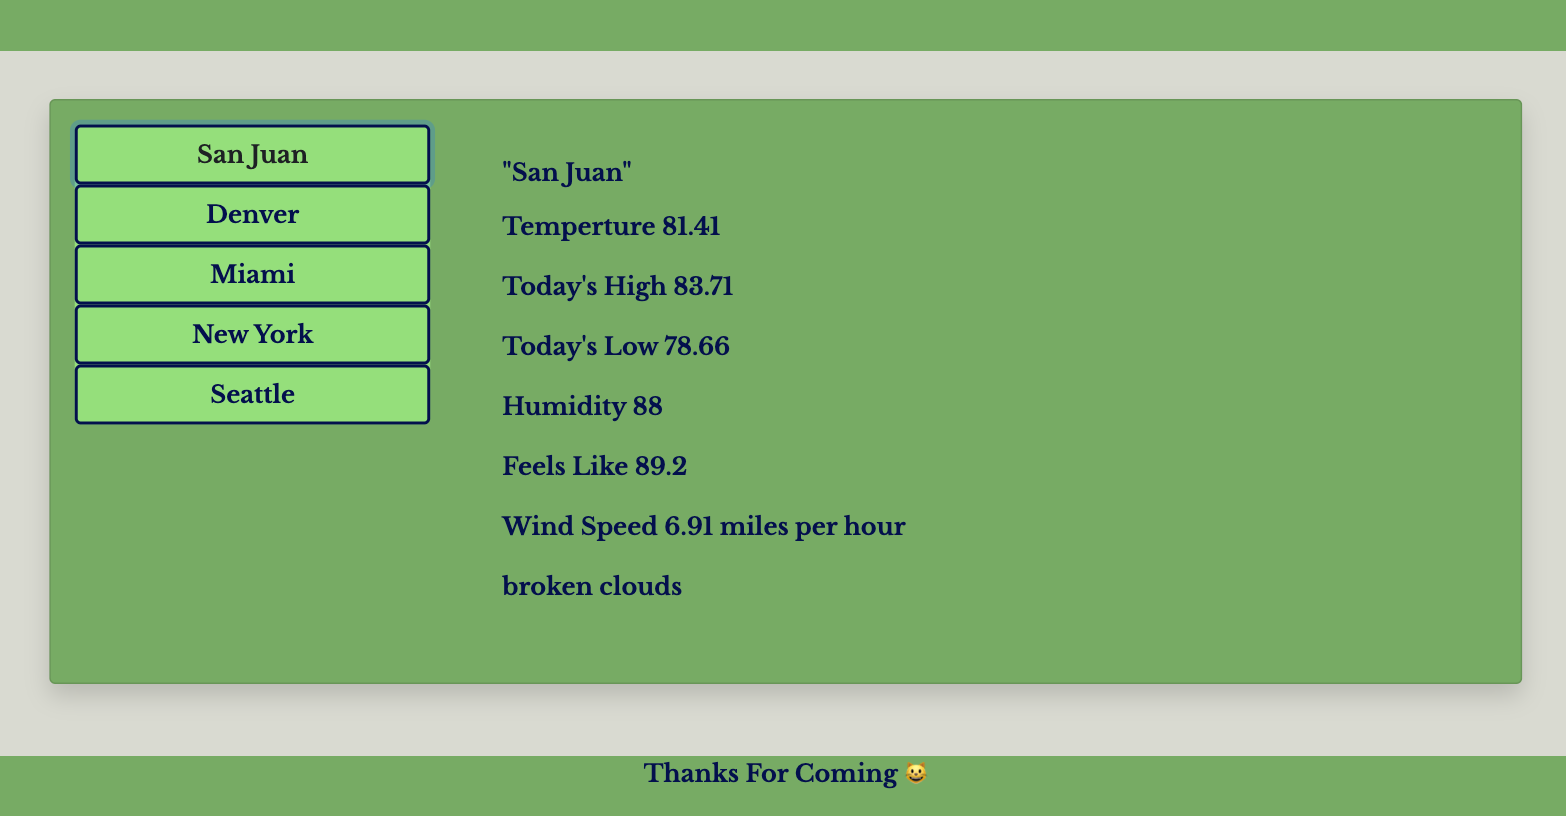 San Juan
Denver
Miami
New York
Seattle
"San Juan"
Temperture 81.41
Today's High 83.71
Today's Low 78.66
Humidity 88
Feels Like 89.2
Wind Speed 6.91 miles per hour
broken clouds
Thanks For Coming 😺